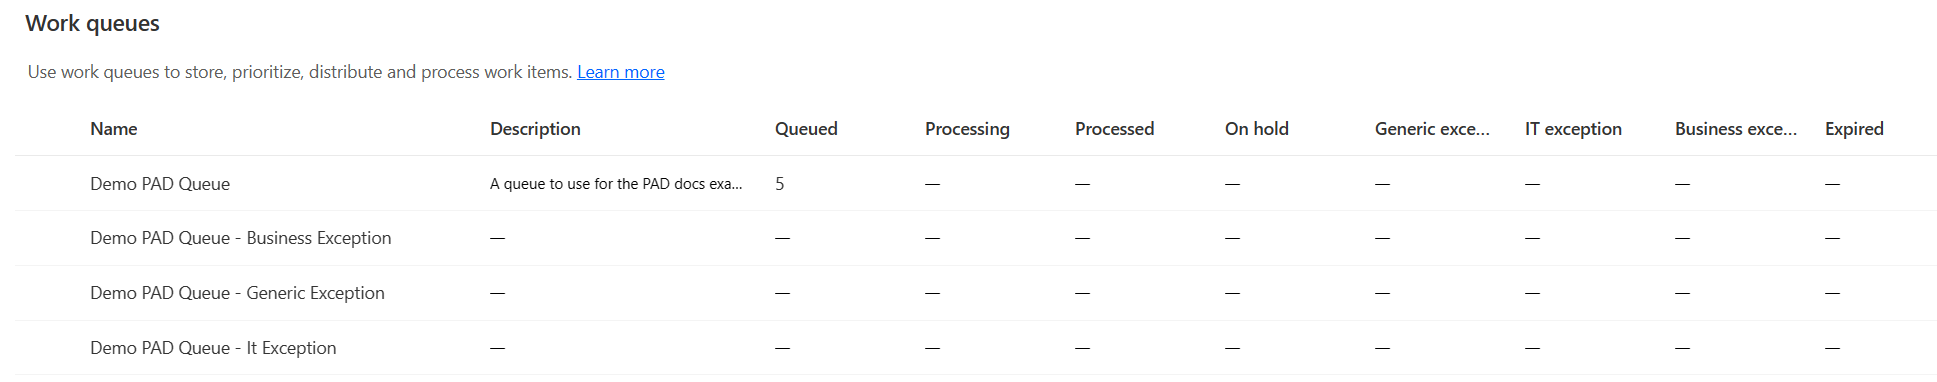 Work queues
Use work queues to store, prioritize, distribute and process work items. Learn more
Name Description Queued Processing Processed On hold Generic exce... IT exception Business exce... Expired
Demo PAD Queue A queue to use for the PAD docs exa... 5 — — — — — — —
Demo PAD Queue - Business Exception — — — — — — — — —
Demo PAD Queue - Generic Exception — — — — — — — — —
Demo PAD Queue - It Exception — — — — — — — — —